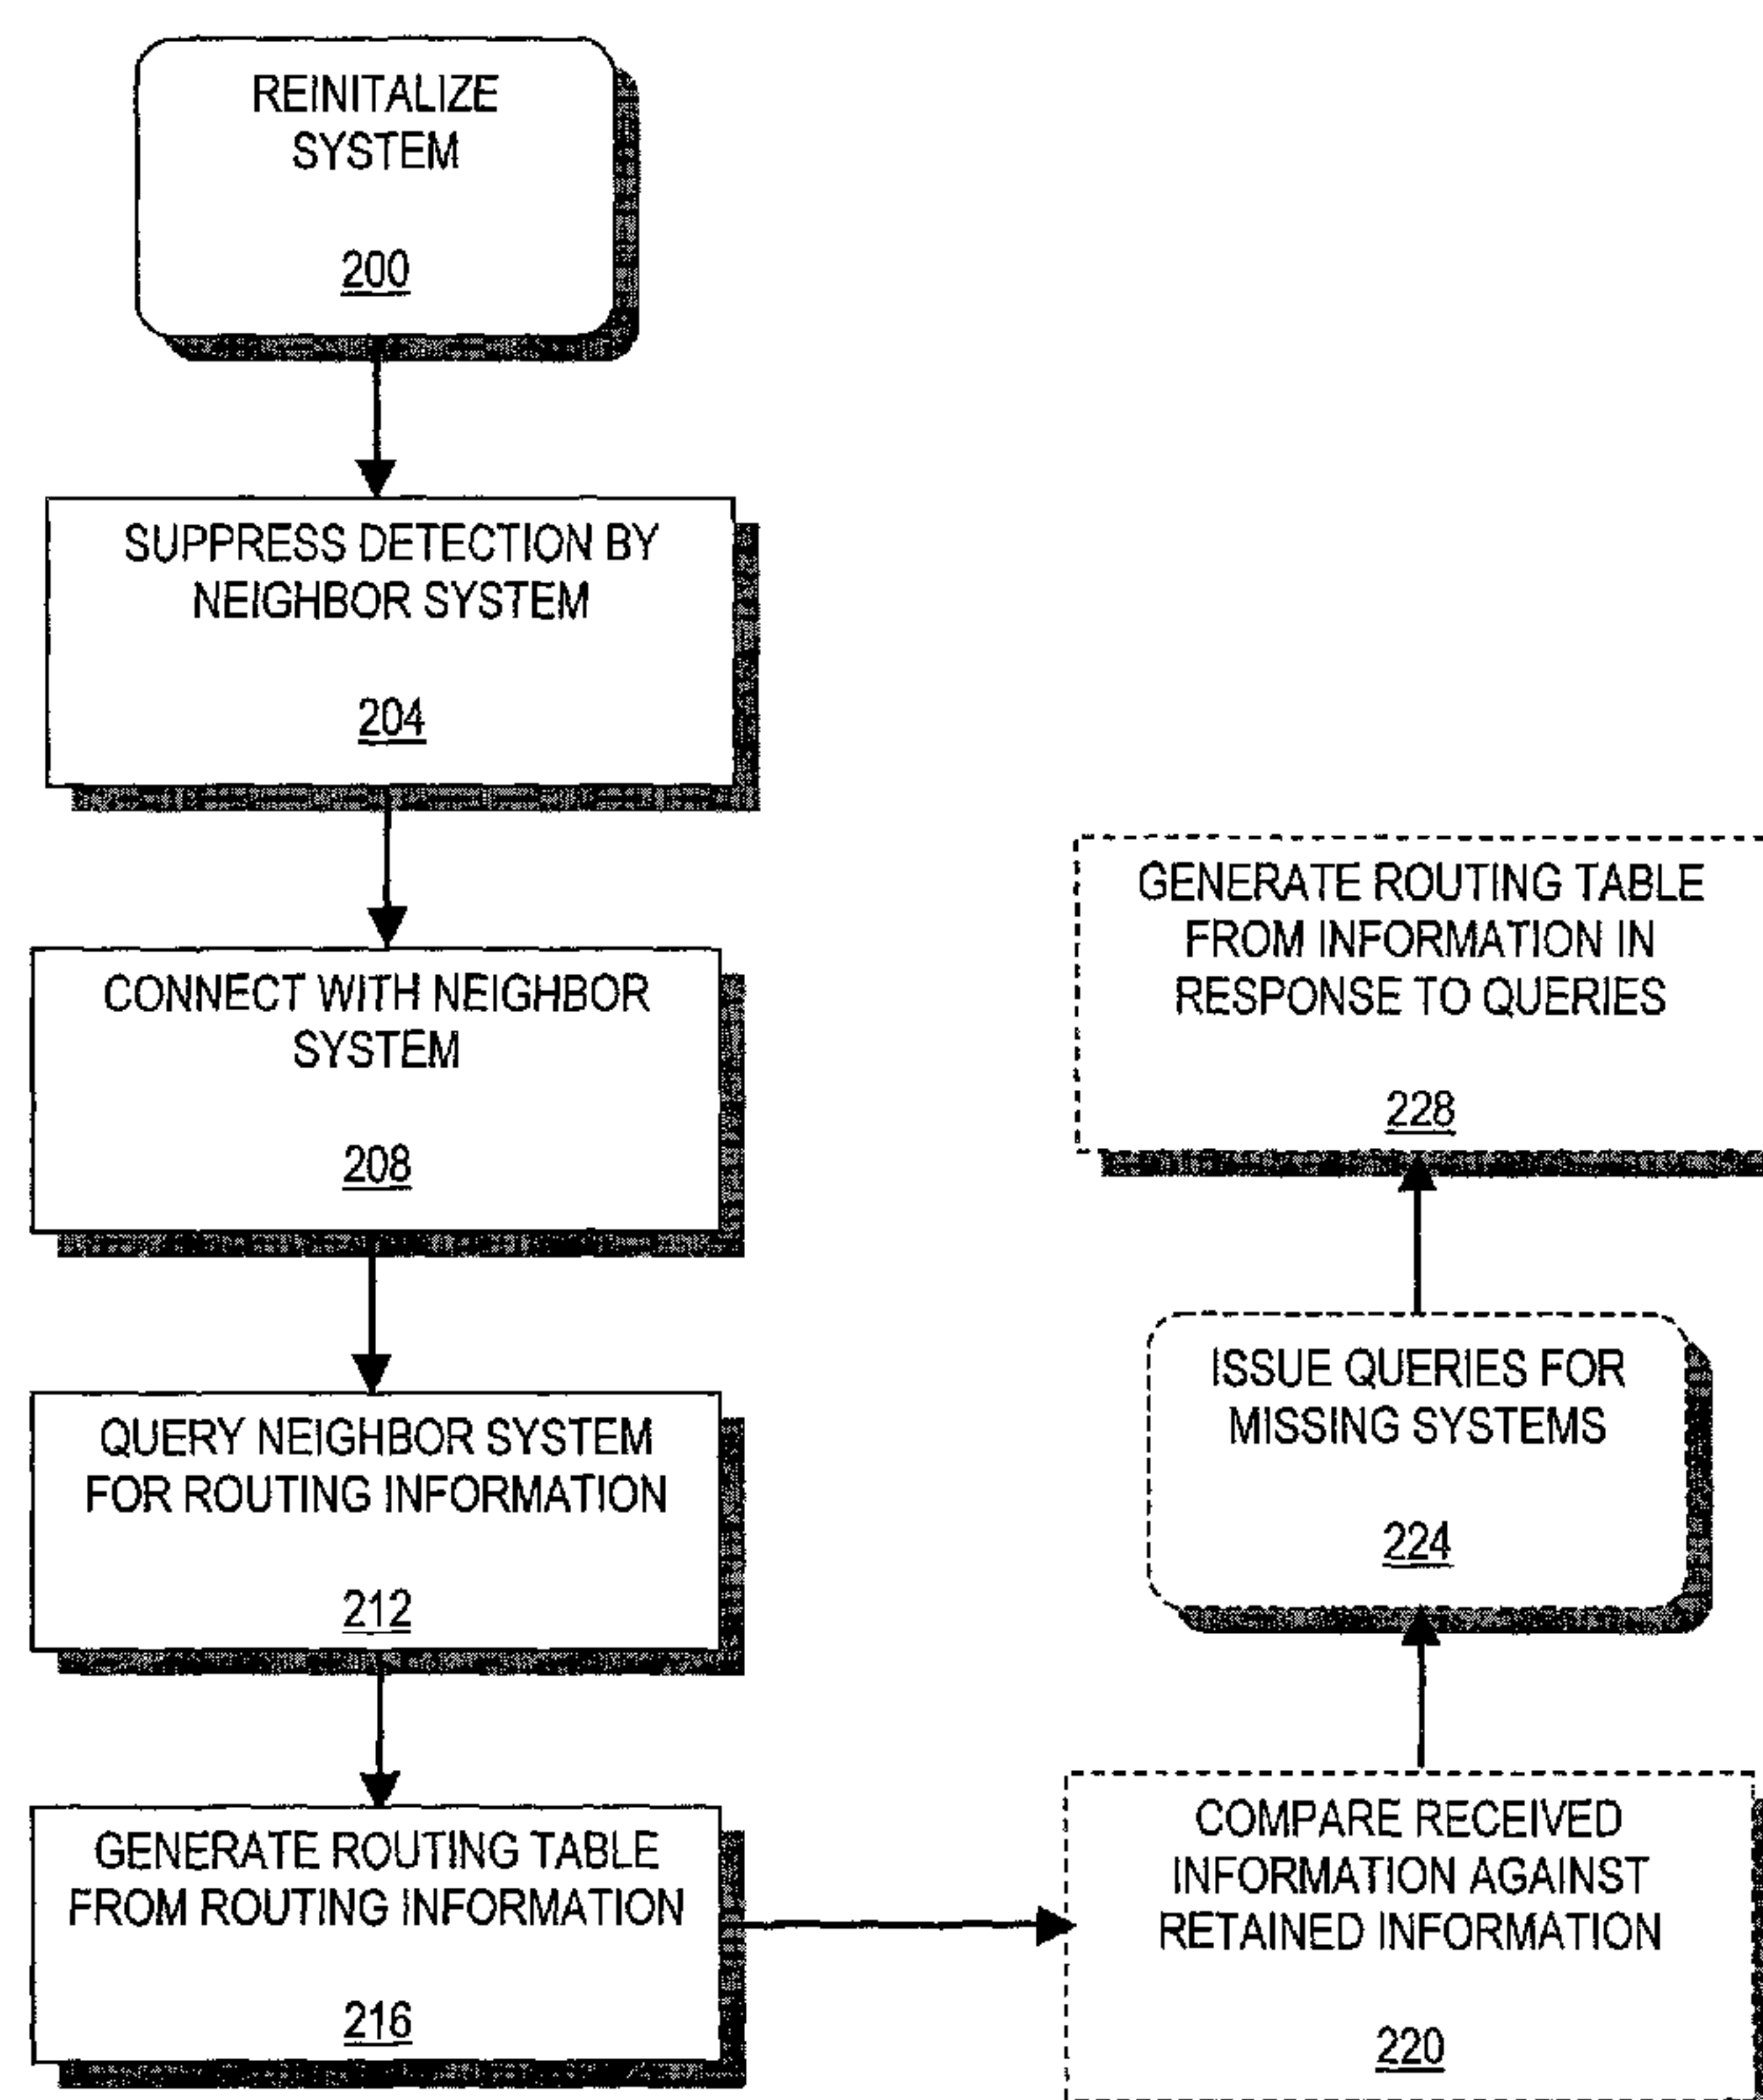 REINITALIZE
SYSTEM
200
SUPPRESS DETECTION BY
NEIGHBOR SYSTEM
204
CONNECT WITH NEIGHBOR
SYSTEM
208
QUERY NEIGHBOR SYSTEM
FOR ROUTING INFORMATION
212
GENERATE ROUTING TABLE
FROM ROUTING INFORMATION
216
COMPARE RECEIVED
INFORMATION AGAINST
RETAINED INFORMATION
220
ISSUE QUERIES FOR
MISSING SYSTEMS
224
GENERATE ROUTING TABLE
FROM INFORMATION IN
RESPONSE TO QUERIES
228